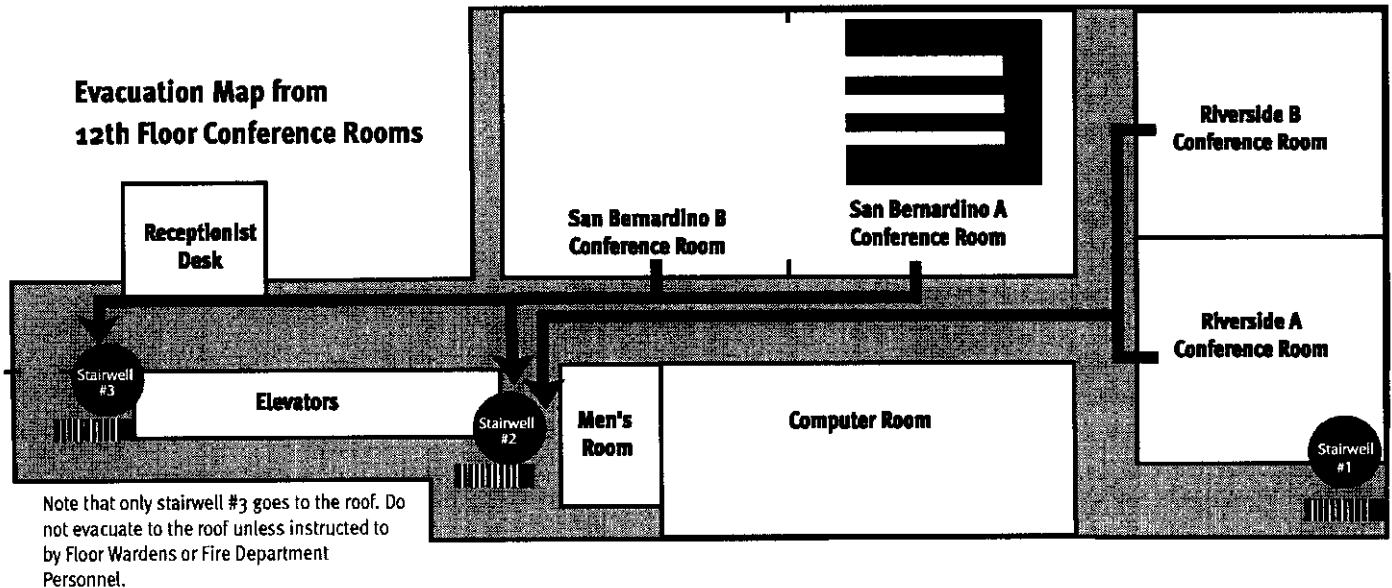 Evacuation Map from
12th Floor Conference Rooms
Receptionist
Desk
San Bernardino B
Conference Room
San Bernardino A
Conference Room
Riverside B
Conference Room
Riverside A
Conference Room
Stairwell
#3
Elevators
Stairwell
#2
Men's
Room
Computer Room
Stairwell
#1
Note that only stairwell #3 goes to the roof. Do
not evacuate to the roof unless instructed to
by Floor Wardens or Fire Department
Personnel.